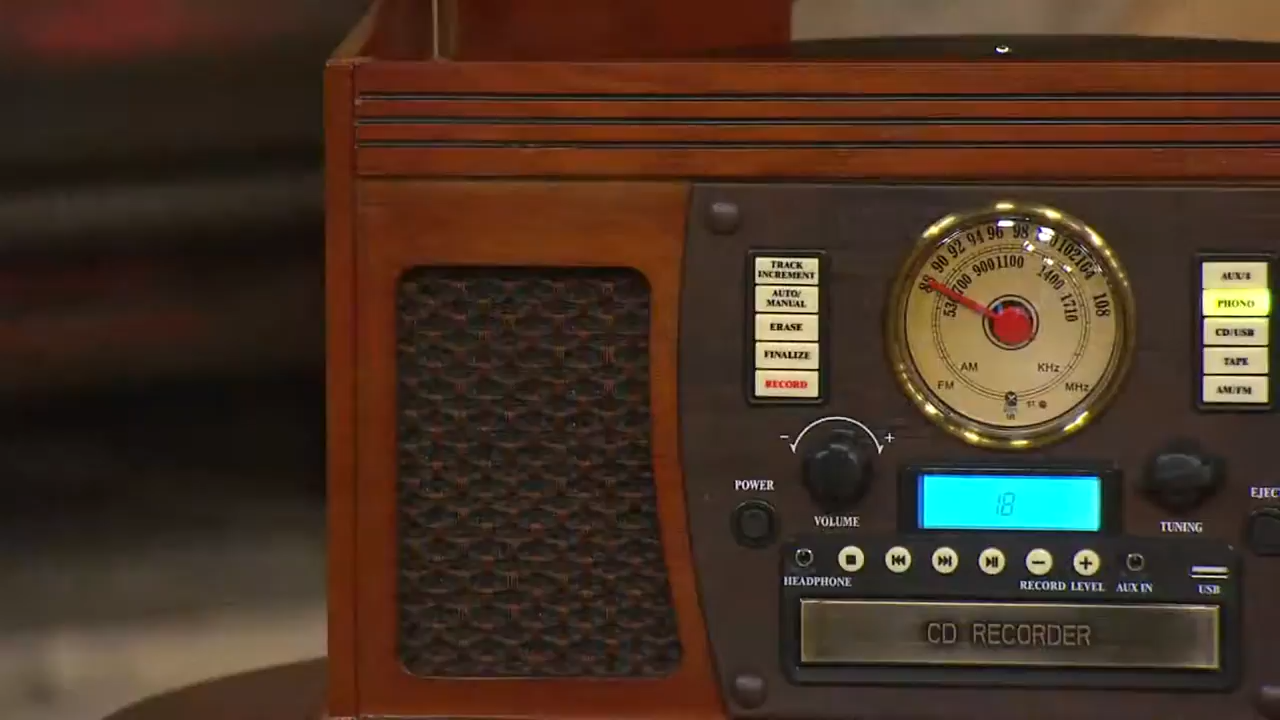 TRACK
INCREMENT
AUTO/
MANUAL
ERASE
FINALIZE
RECORD
88 90 92 94 96 98 102 104 108
700 900 1100 1400 1710
AM KHz
FM MHz
AUX/
PHONO
CD/USB
TAPE
AM/FM
- +
POWER
VOLUME
18
TUNING
EJEC
HEADPHONE
RECORD LEVEL
AUX IN
USB
CD RECORDER